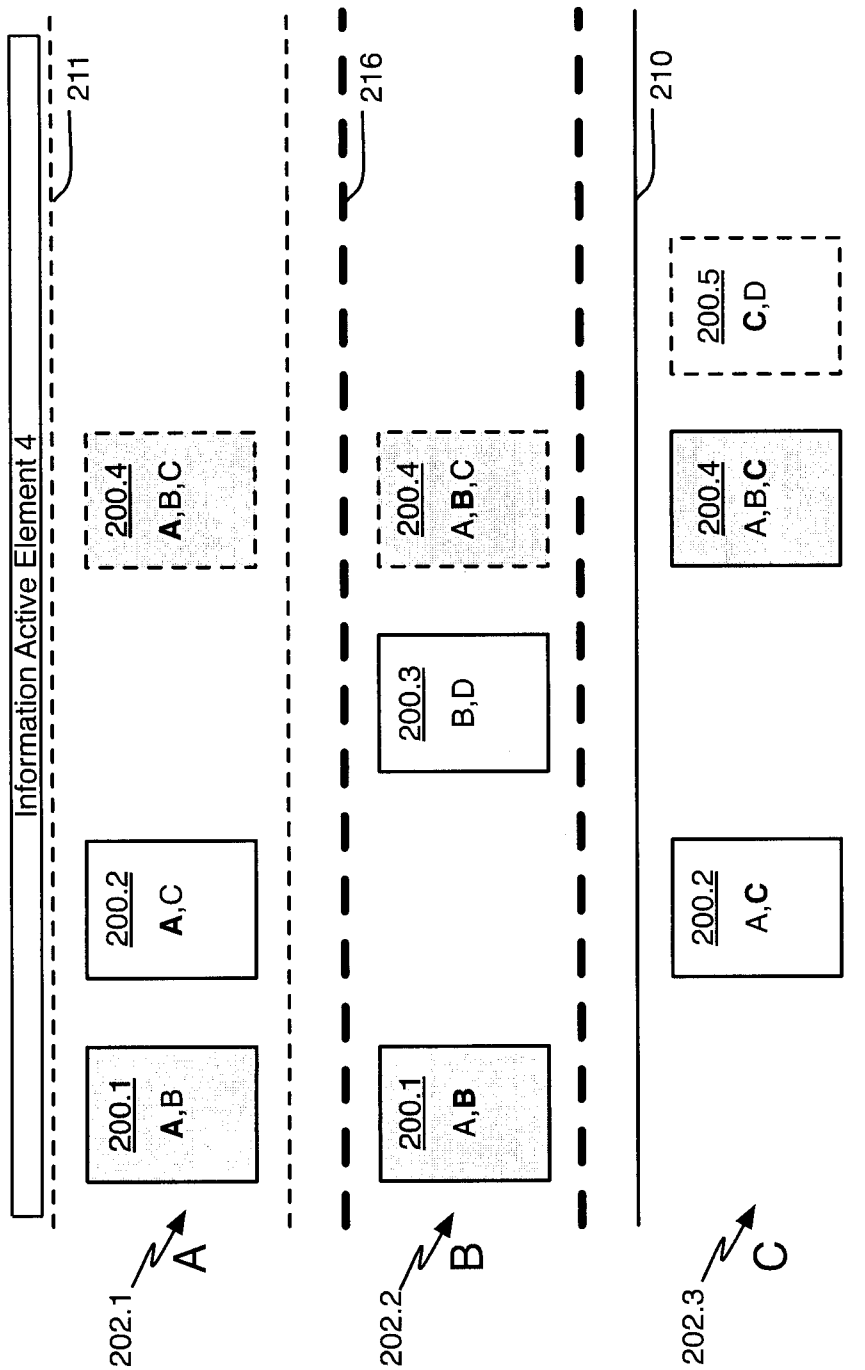 Information Active Element 4
211
202.1
A
200.1
A,B
200.2
A,C
200.4
A,B,C
216
202.2
B
200.1
A,B
200.3
B,D
200.4
A,B,C
210
202.3
C
200.2
A,C
200.4
A,B,C
200.5
C,D